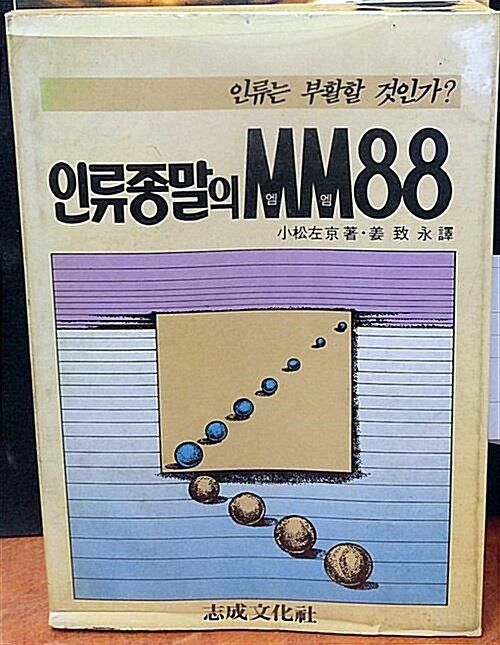 인류는 부활할 것인가?
인류종말의 MM88
엠 엠
小松左京 著·姜致永 譯
志成文化社